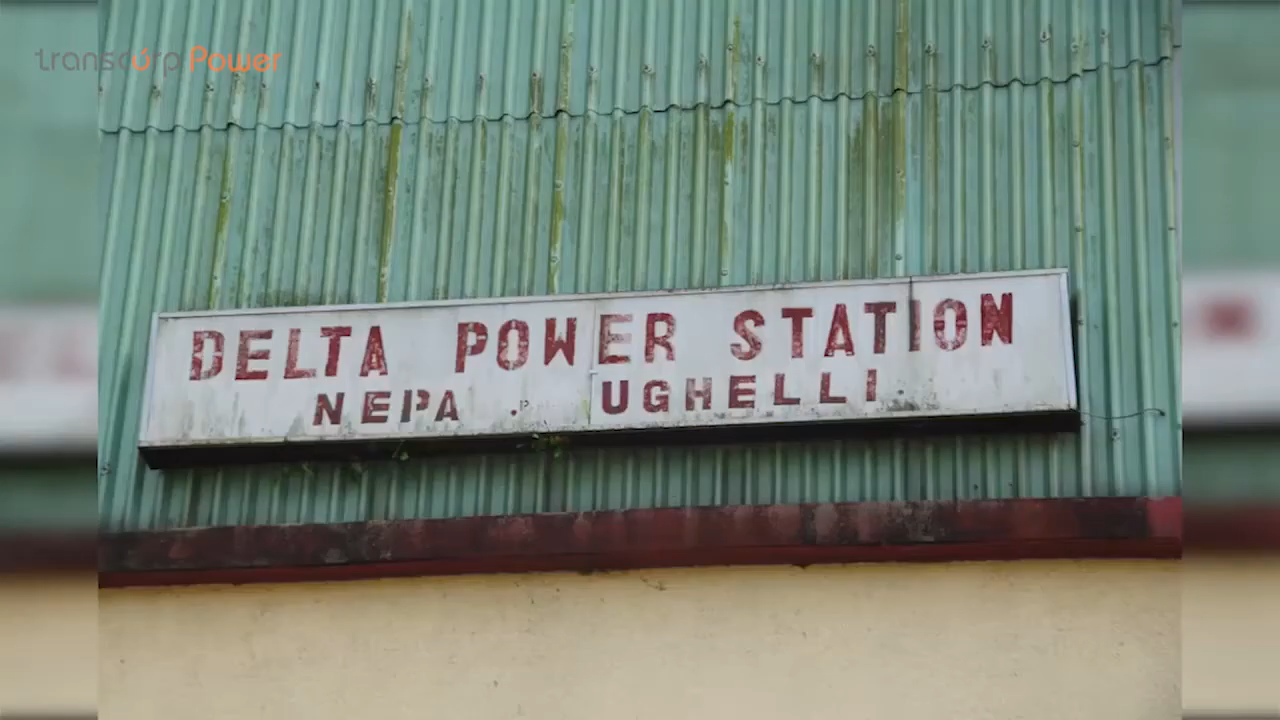 transcorp Power
DELTA POWER STATION
NEPA . P UGHELLI .